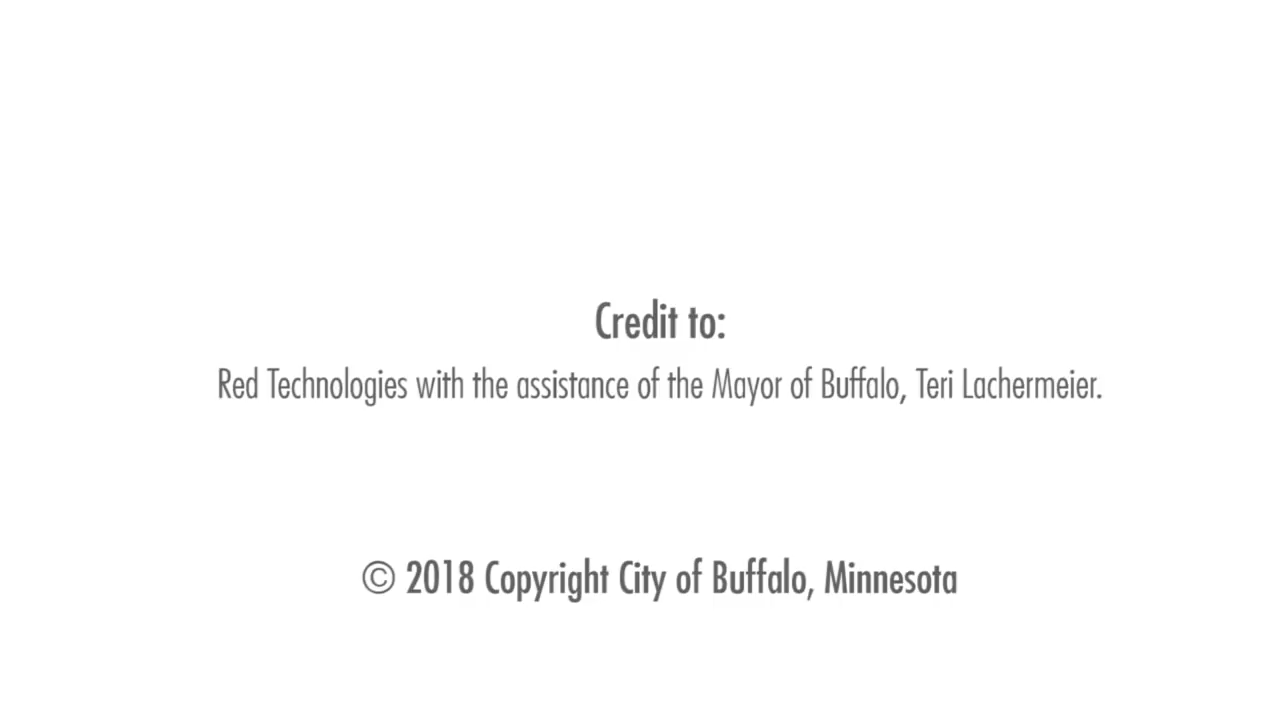 Credit to:
Red Technologies with the assistance of the Mayor of Buffalo, Teri Lachermeier.
© 2018 Copyright City of Buffalo, Minnesota